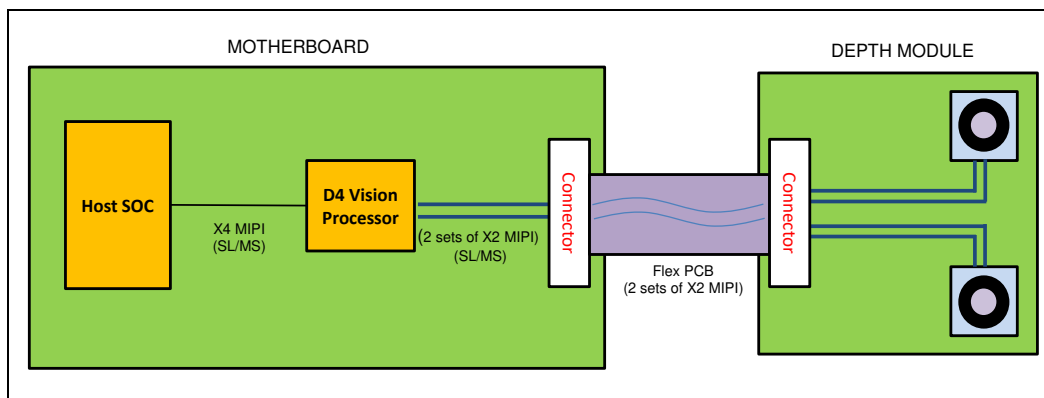 MOTHERBOARD
DEPTH MODULE
Host SOC
X4 MIPI
(SL/MS)
D4 Vision
Processor
(2 sets of X2 MIPI)
(SL/MS)
Connector
Flex PCB
(2 sets of X2 MIPI)
Connector